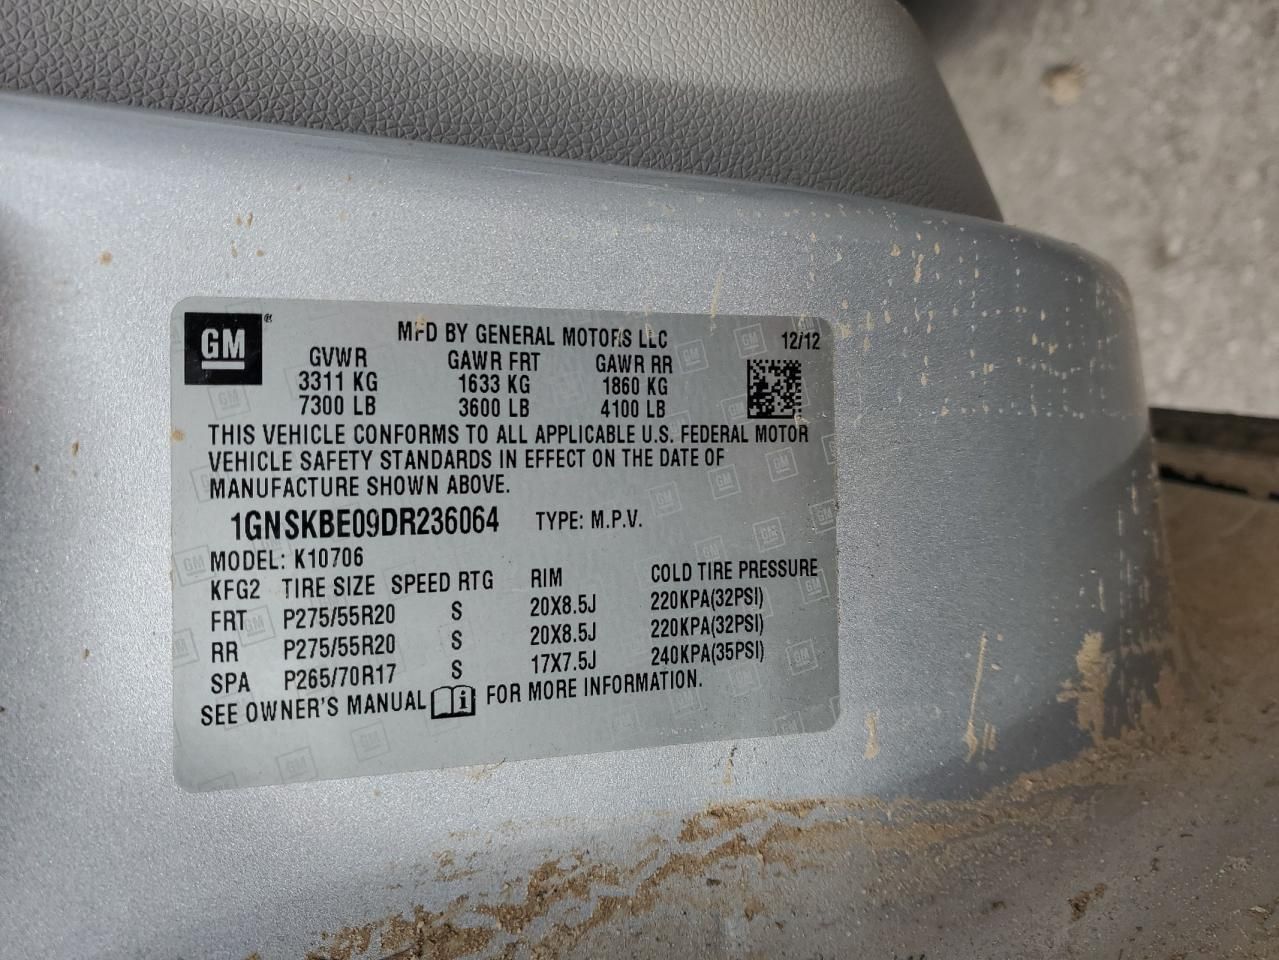 GM®
MFD BY GENERAL MOTORS LLC 12/12
GVWR GAWR FRT GAWR RR
3311 KG 1633 KG 1860 KG
7300 LB 3600 LB 4100 LB
THIS VEHICLE CONFORMS TO ALL APPLICABLE U.S. FEDERAL MOTOR
VEHICLE SAFETY STANDARDS IN EFFECT ON THE DATE OF
MANUFACTURE SHOWN ABOVE.
1GNSKBE09DR236064 TYPE: M.P.V.
MODEL: K10706
KFG2 TIRE SIZE SPEED RTG RIM COLD TIRE PRESSURE
FRT P275/55R20 S 20X8.5J 220KPA(32PSI)
RR P275/55R20 S 20X8.5J 220KPA(32PSI)
SPA P265/70R17 S 17X7.5J 240KPA(35PSI)
SEE OWNER'S MANUAL i FOR MORE INFORMATION.